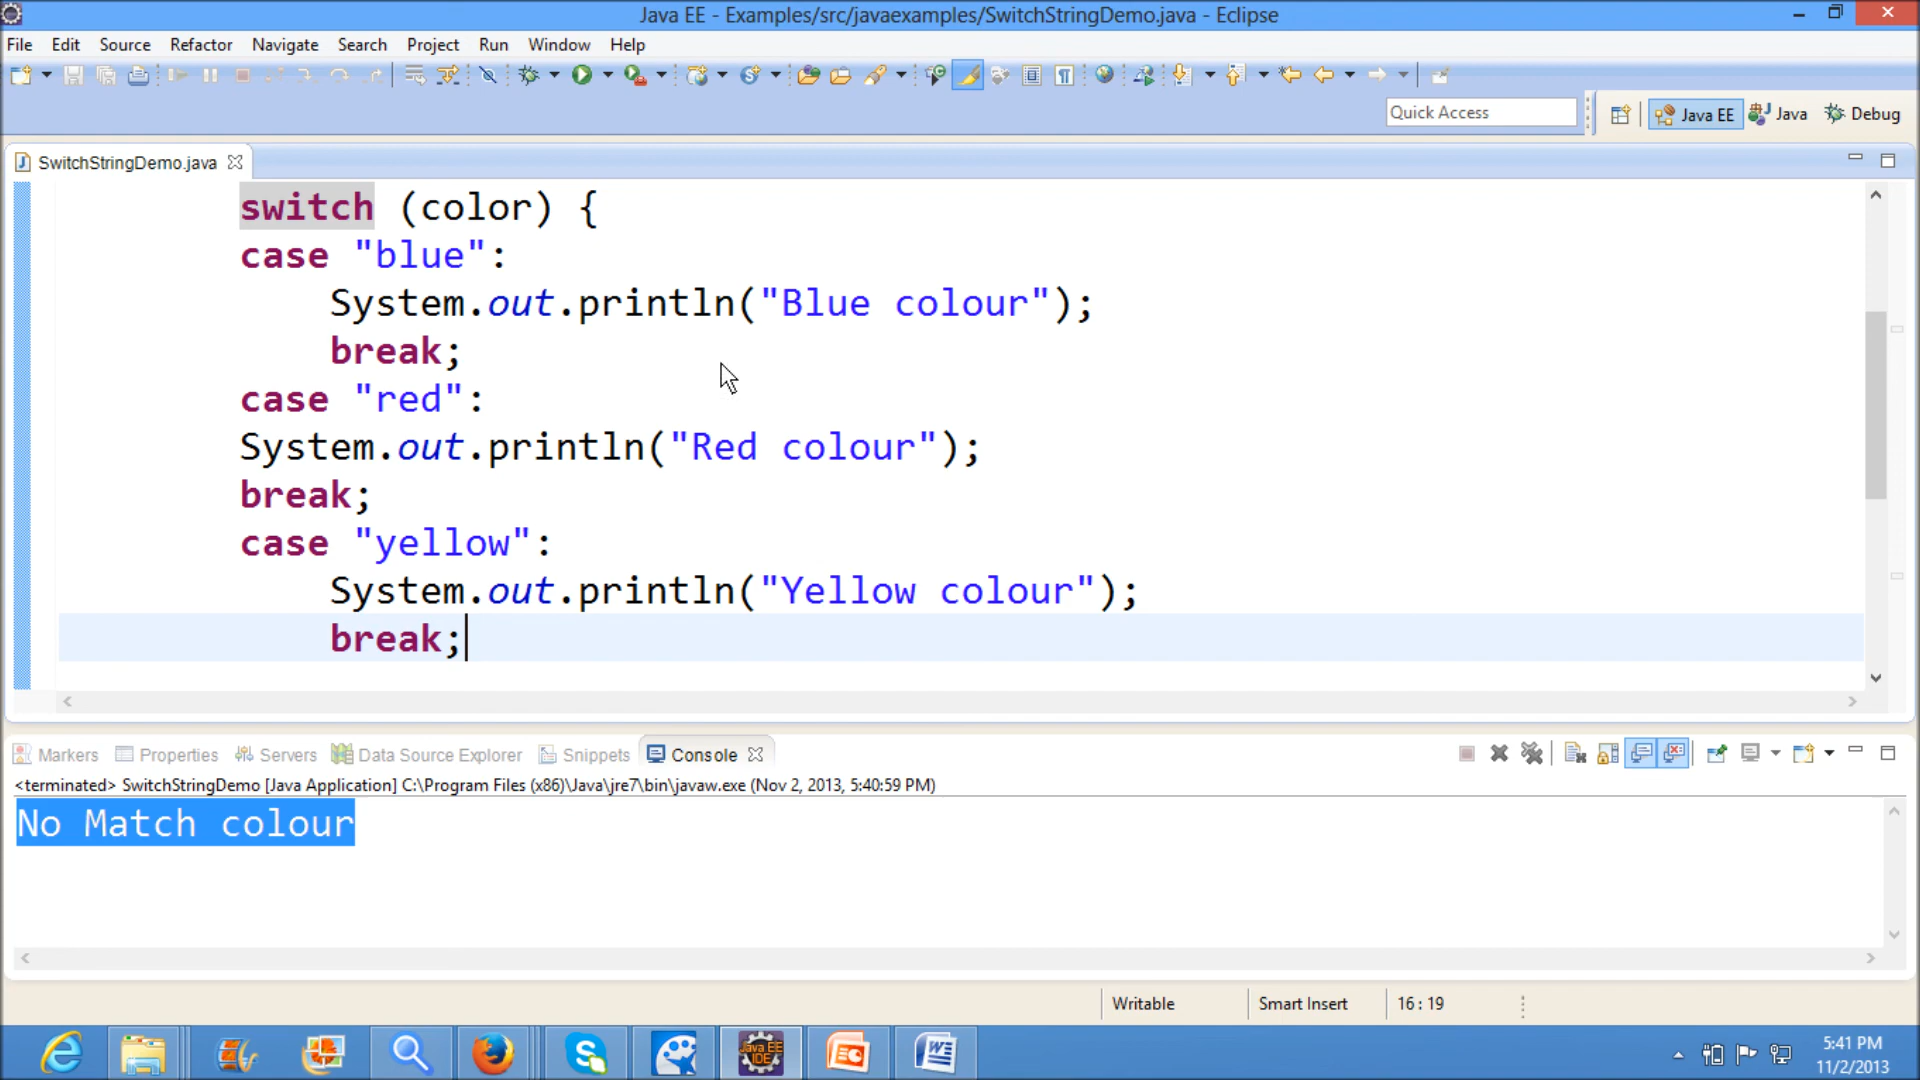 Java EE - Examples/src/javaexamples/SwitchStringDemo.java - Eclipse
File Edit Source Refactor Navigate Search Project Run Window Help
Quick Access Java EE Java Debug
SwitchStringDemo.java
switch (color) {
case "blue":
System.out.println("Blue colour");
break;
case "red":
System.out.println("Red colour");
break;
case "yellow":
System.out.println("Yellow colour");
break;
Markers Properties Servers Data Source Explorer Snippets Console
<terminated> SwitchStringDemo [Java Application] C:\Program Files (x86)\Java\jre7\bin\javaw.exe (Nov 2, 2013, 5:40:59 PM)
No Match colour
Writable Smart Insert 16 : 19
Java EE
IDE
5:41 PM
11/2/2013